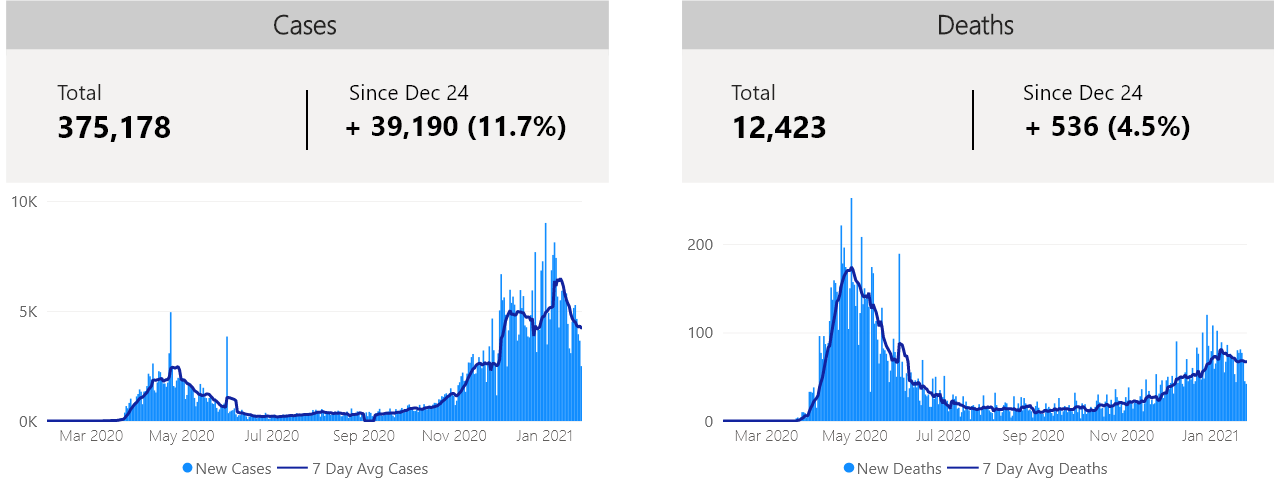 Cases
Total
375,178
Since Dec 24
+ 39,190 (11.7%)
10K
5K
0K
Mar 2020 May 2020 Jul 2020 Sep 2020 Nov 2020 Jan 2021
New Cases 7 Day Avg Cases
Deaths
Total
12,423
Since Dec 24
+ 536 (4.5%)
200
100
0
Mar 2020 May 2020 Jul 2020 Sep 2020 Nov 2020 Jan 2021
New Deaths 7 Day Avg Deaths